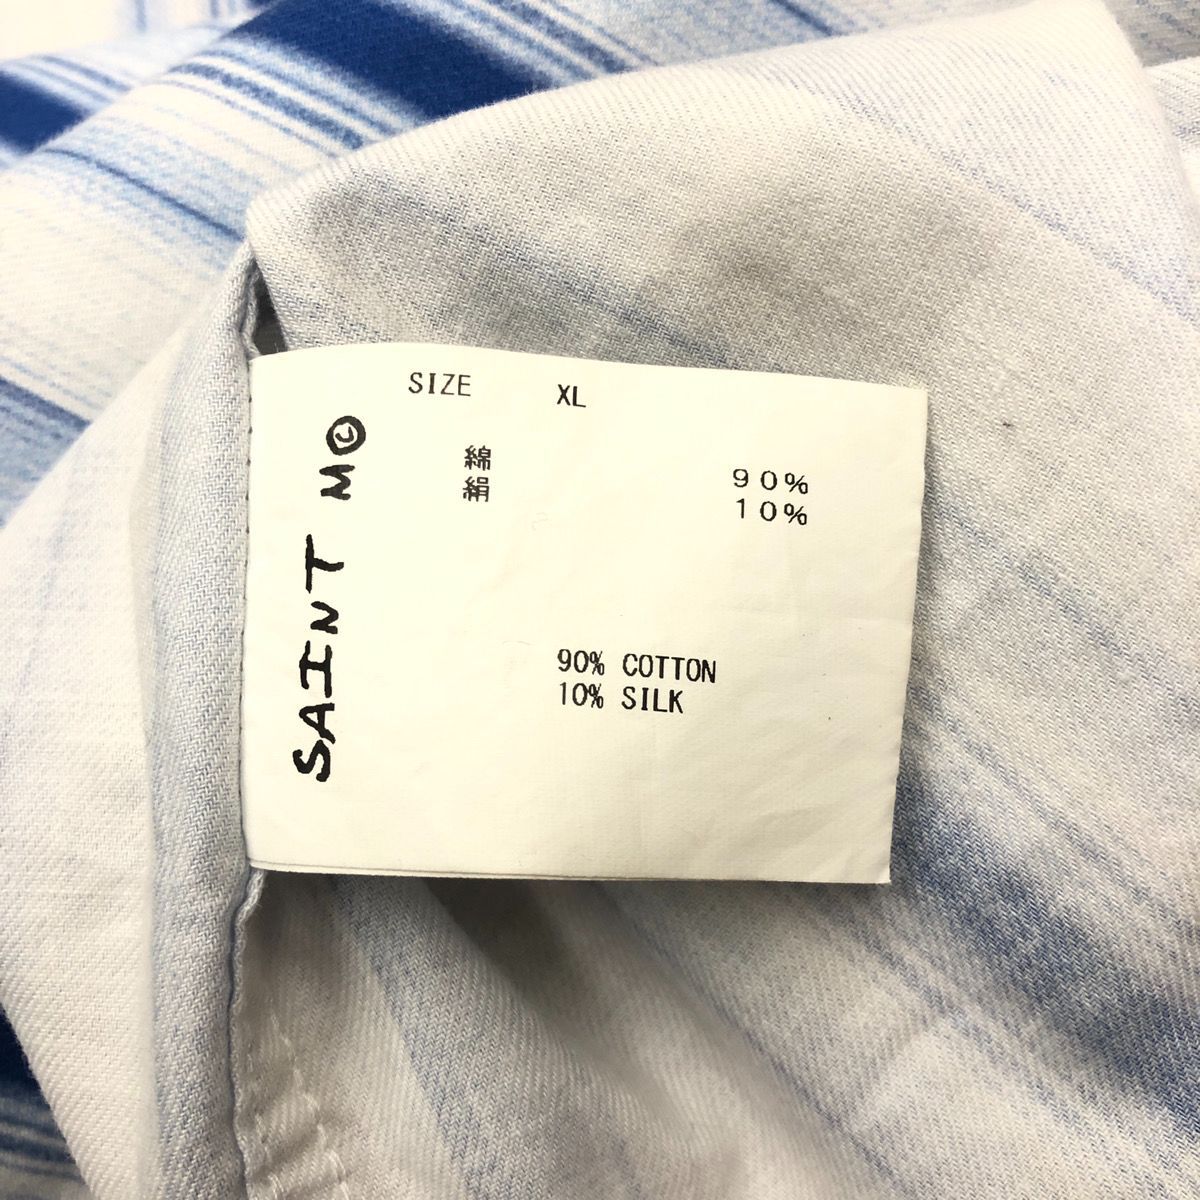 SIZE XL
綿 90%
絹 10%
90% COTTON
10% SILK
SAINT M